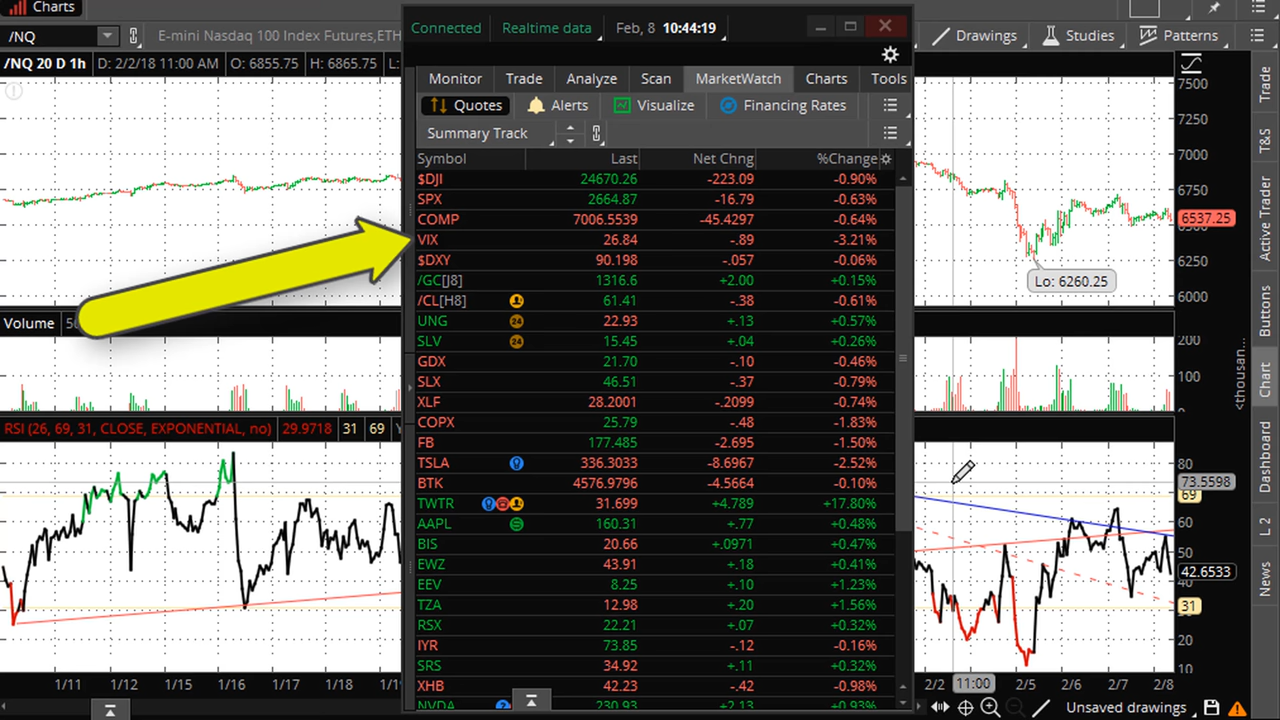 Charts
/NQ E-mini Nasdaq 100 Index Futures,ETH
/NQ 20 D 1h D: 2/2/18 11:00 AM O: 6855.75 H: 6865.75 L:
Volume
RSI (26, 69, 31, CLOSE, EXPONENTIAL, no) 29.9718 31 69
1/11 1/12 1/15 1/16 1/17 1/18 1/19
Connected Realtime data Feb, 8 10:44:19
Monitor Trade Analyze Scan MarketWatch Charts Tools
Quotes Alerts Visualize Financing Rates
Summary Track
Symbol Last Net Chng %Change
$DJI 24670.26 -223.09 -0.90%
SPX 2664.87 -16.79 -0.63%
COMP 7006.5539 -45.4297 -0.64%
VIX 26.84 -.89 -3.21%
$DXY 90.198 -.057 -0.06%
/GC[J8] 1316.6 +2.00 +0.15%
/CL[H8] 61.41 -.38 -0.61%
UNG 24 22.93 +.13 +0.57%
SLV 24 15.45 +.04 +0.26%
GDX 21.70 -.10 -0.46%
SLX 46.51 -.37 -0.79%
XLF 28.2001 -.2099 -0.74%
COPX 25.79 -.48 -1.83%
FB 177.485 -2.695 -1.50%
TSLA 336.3033 -8.6967 -2.52%
BTK 4576.9796 -4.5664 -0.10%
TWTR 31.699 +4.789 +17.80%
AAPL 160.31 +.77 +0.48%
BIS 20.66 +.0971 +0.47%
EWZ 43.91 +.18 +0.41%
EEV 8.25 +.10 +1.23%
TZA 12.98 +.20 +1.56%
RSX 22.21 +.07 +0.32%
IYR 73.85 -.12 -0.16%
SRS 34.92 +.11 +0.32%
XHB 42.23 -.42 -0.98%
NVDA 230.93 +2.13 +0.93%
Drawings Studies Patterns
7500
7250
7000
6750
6537.25
6500
6250
6000
Lo: 6260.25
200
100
<thousan...
80
73.5598
69
60
50
42.6533
40
31
20
10
2/2 11:00 2/5 2/6 2/7 2/8
Unsaved drawings
Trade
T&S
Active Trader
Buttons
Chart
Dashboard
L 2
News